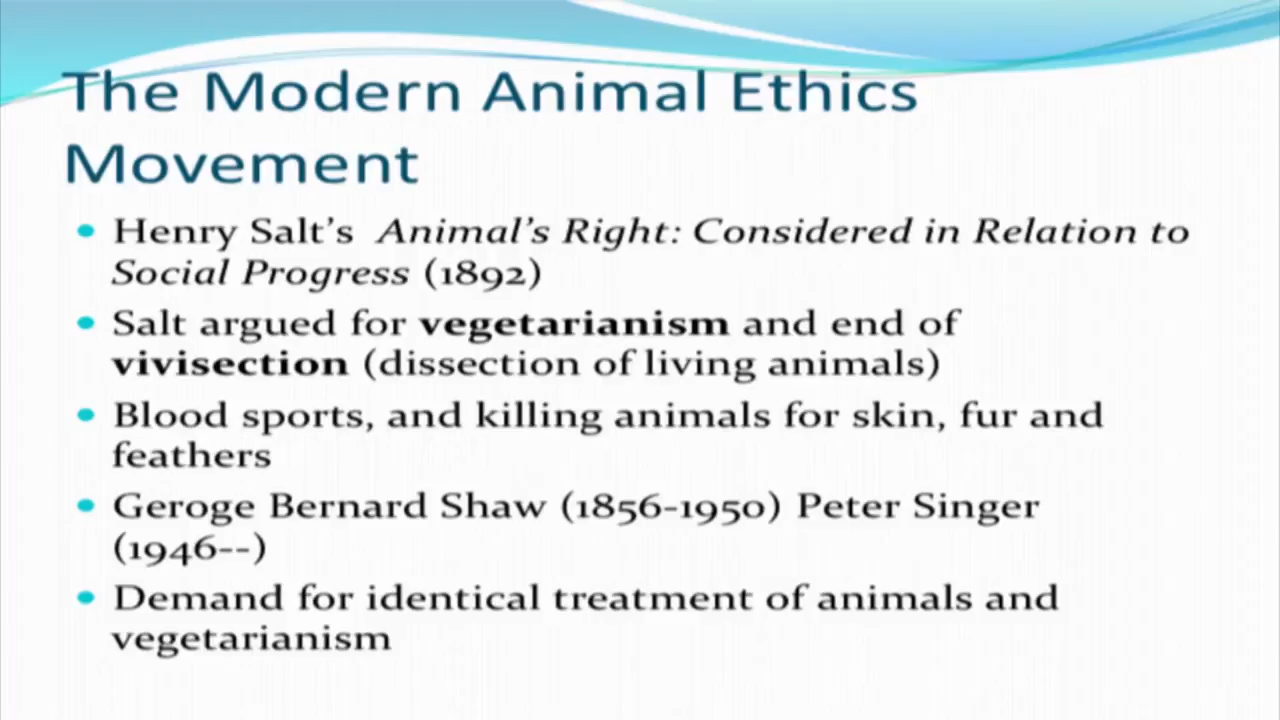 The Modern Animal Ethics
Movement
Henry Salt's Animal's Right: Considered in Relation to
Social Progress (1892)
Salt argued for vegetarianism and end of
vivisection (dissection of living animals)
Blood sports, and killing animals for skin, fur and
feathers
Geroge Bernard Shaw (1856-1950) Peter Singer
(1946--)
Demand for identical treatment of animals and
vegetarianism